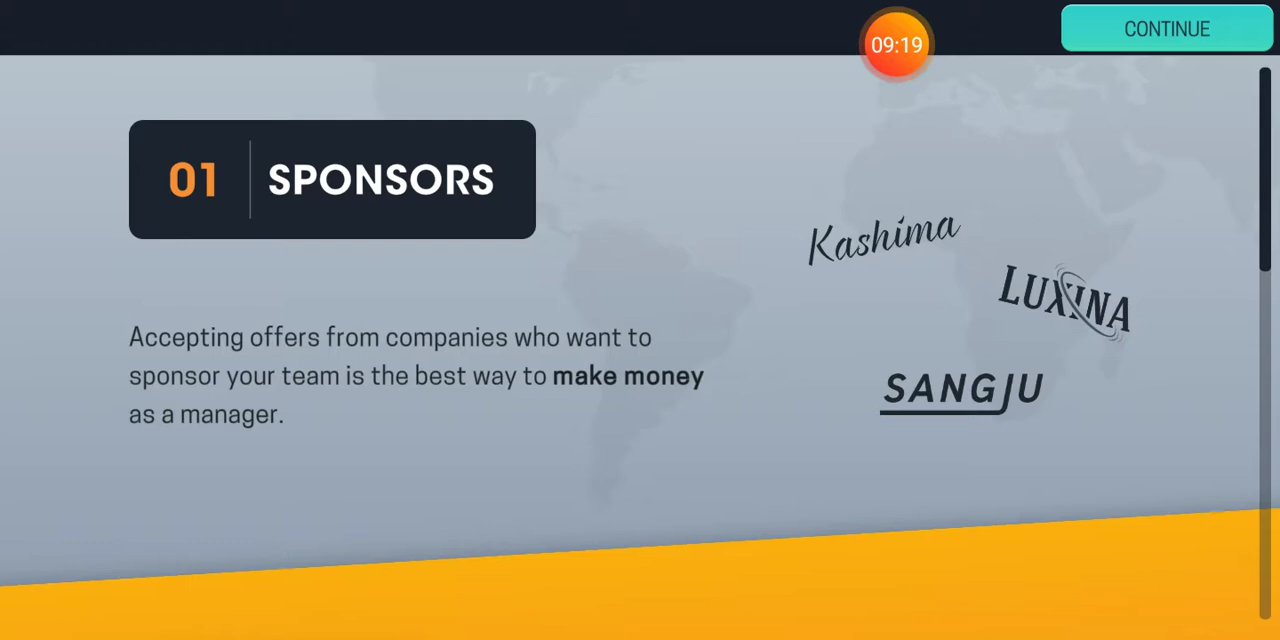 09:19
CONTINUE
01 SPONSORS
Kashima
LUXINA
Accepting offers from companies who want to
sponsor your team is the best way to make money
as a manager.
SANGJU